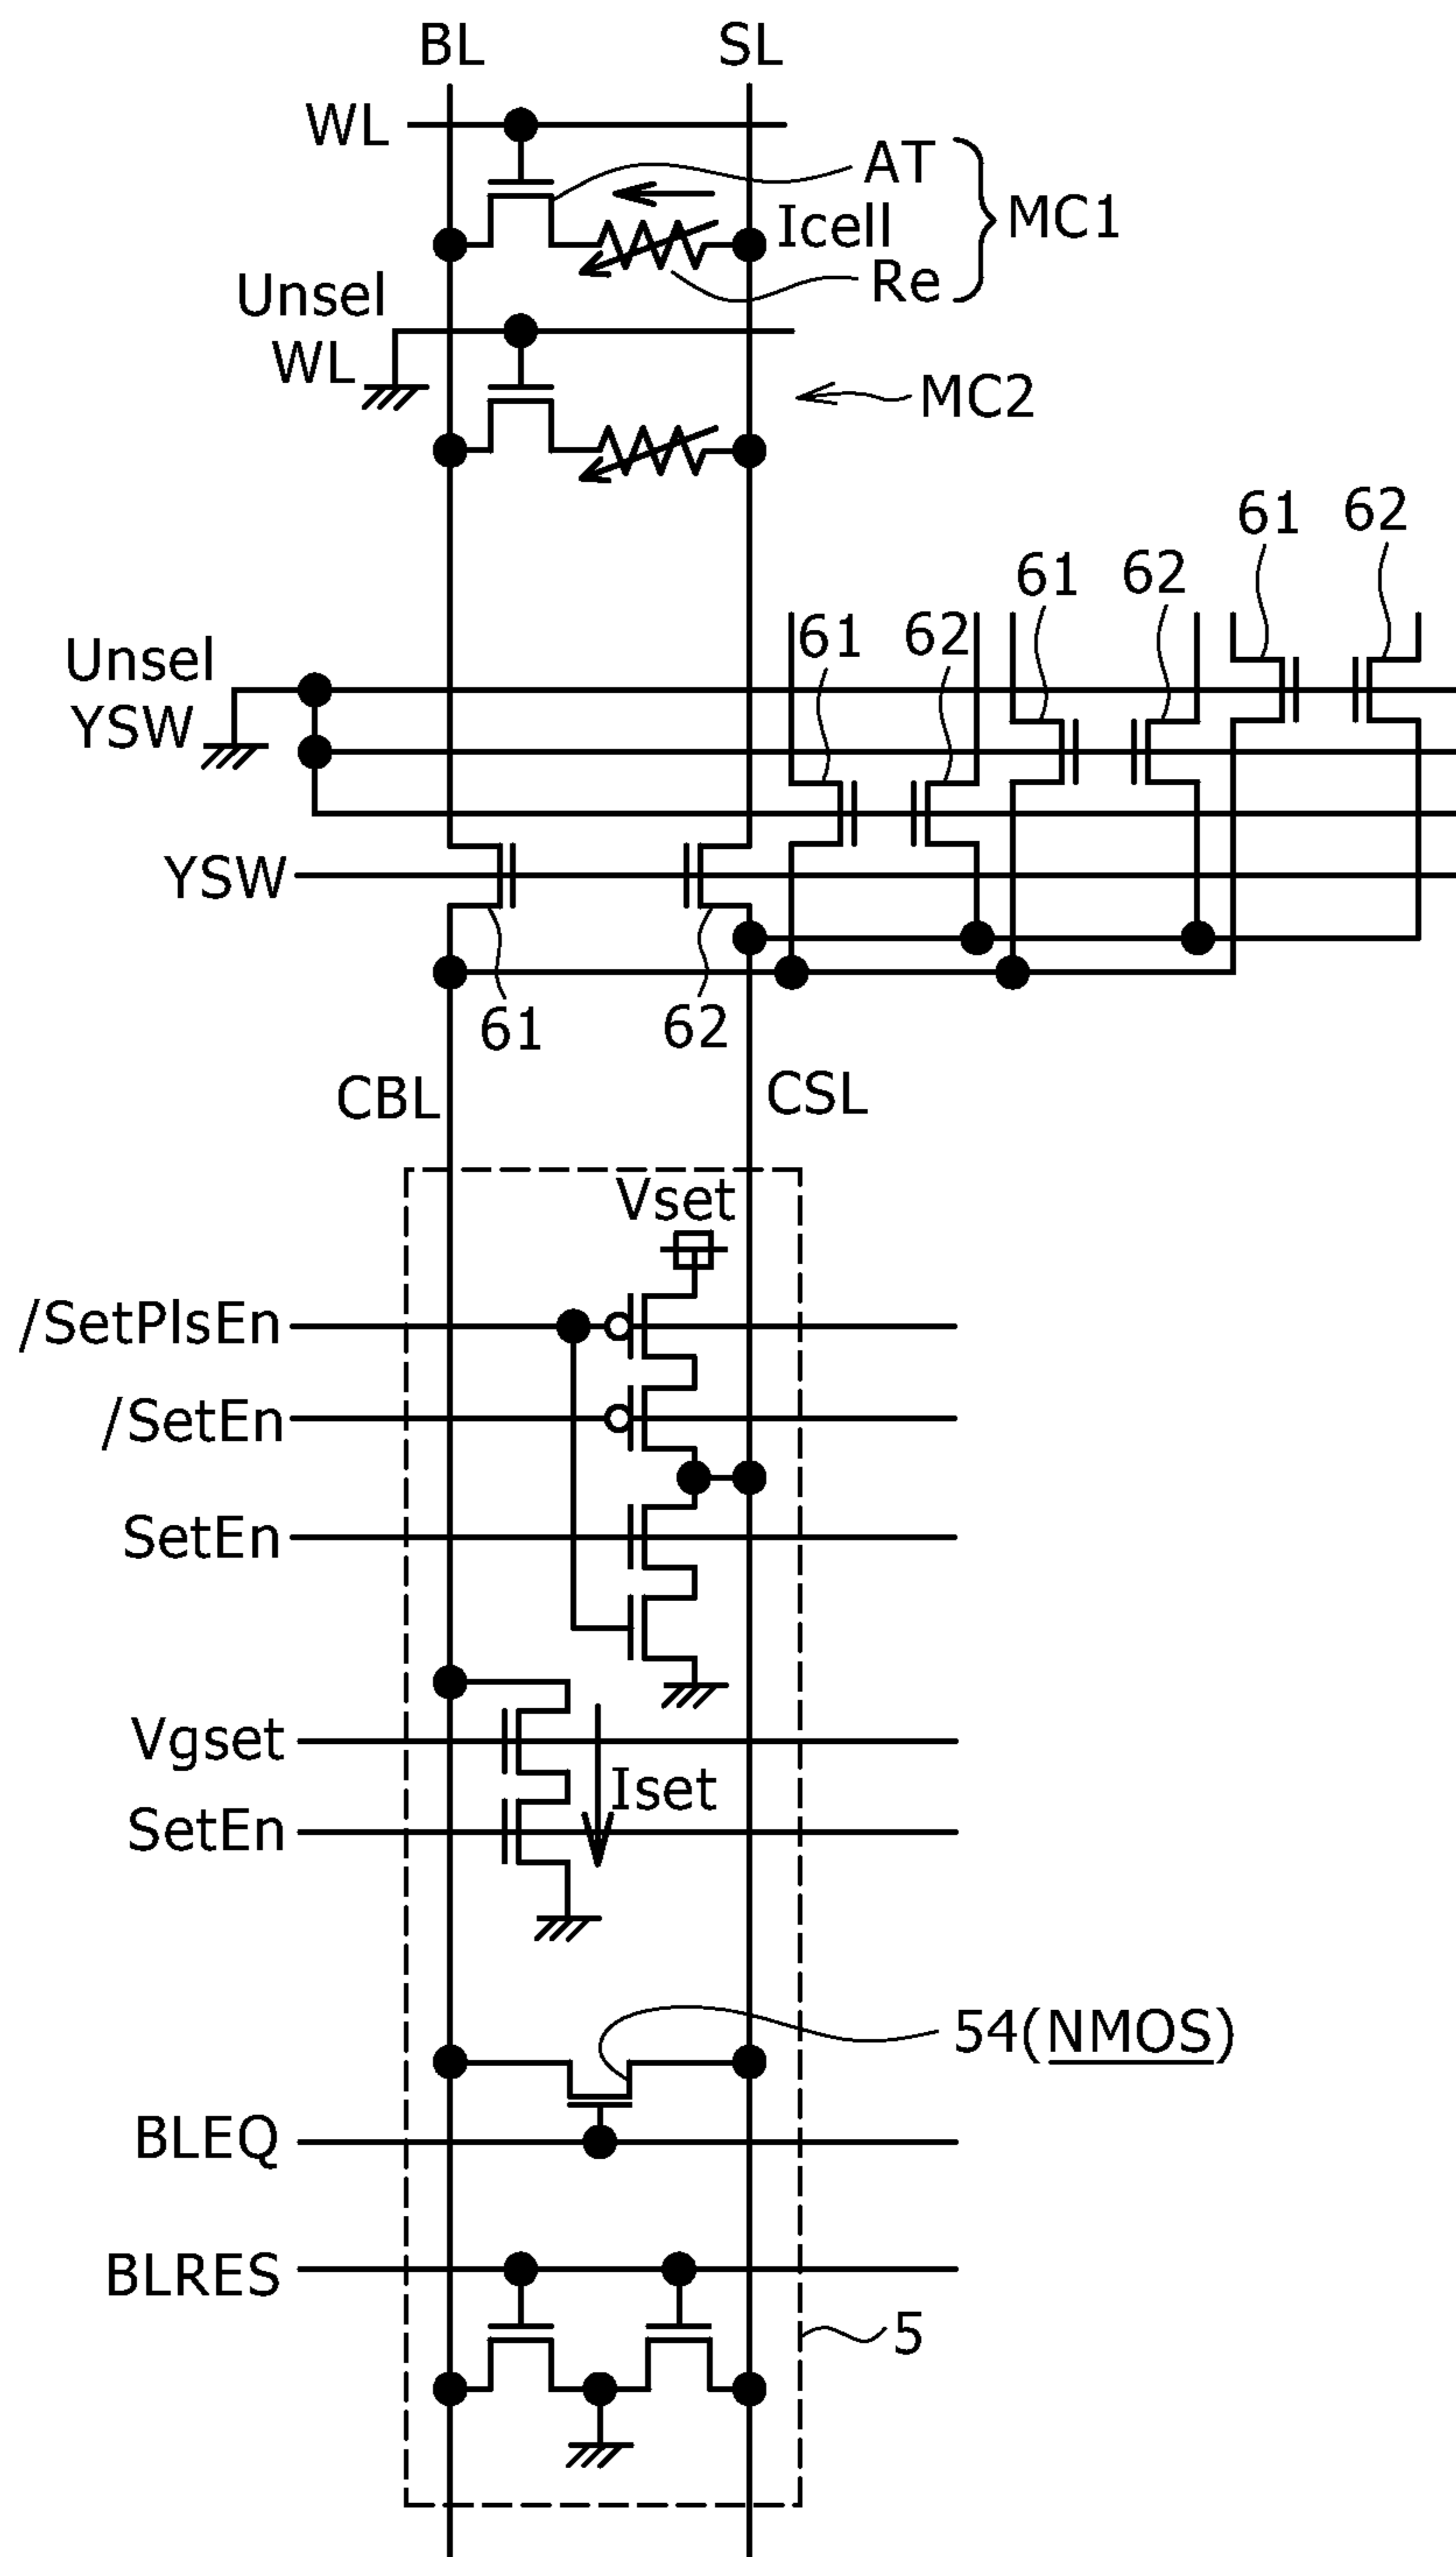 BL
SL
WL
AT
Icell
MC1
Re
Unsel
WL
MC2
61
62
61
62
61
62
Unsel
YSW
YSW
61
62
CBL
CSL
Vset
/SetPlsEn
/SetEn
SetEn
Vgset
Iset
SetEn
54(NMOS)
BLEQ
BLRES
5